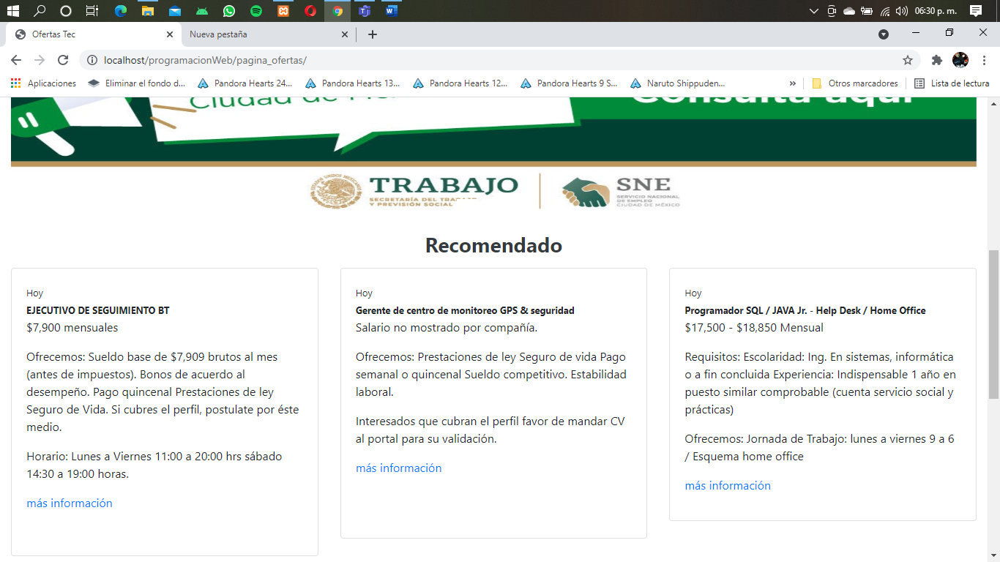 06:30 p. m.
Ofertas Tec
Nueva pestaña
localhost/programacionWeb/pagina_ofertas/
Aplicaciones
Eliminar el fondo d...
Pandora Hearts 24...
Pandora Hearts 13...
Pandora Hearts 12...
Pandora Hearts 9 S...
Naruto Shippuden...
»
Otros marcadores
Lista de lectura
Ciudad de
Consulta aquí
TRABAJO
SECRETARÍA DEL
Y PREVISIÓN SOCIAL
SNE
SERVICIO NACIONAL
DE EMPLEO
CIUDAD DE MÉXICO
Recomendado
Hoy
EJECUTIVO DE SEGUIMIENTO BT
$7,900 mensuales
Ofrecemos: Sueldo base de $7,909 brutos al mes
(antes de impuestos). Bonos de acuerdo al
desempeño. Pago quincenal Prestaciones de ley
Seguro de Vida. Si cubres el perfil, postulate por éste
medio.
Horario: Lunes a Viernes 11:00 a 20:00 hrs sábado
14:30 a 19:00 horas.
más información
Hoy
Gerente de centro de monitoreo GPS & seguridad
Salario no mostrado por compañía.
Ofrecemos: Prestaciones de ley Seguro de vida Pago
semanal o quincenal Sueldo competitivo. Estabilidad
laboral.
Interesados que cubran el perfil favor de mandar CV
al portal para su validación.
más información
Hoy
Programador SQL / JAVA Jr. - Help Desk / Home Office
$17,500 - $18,850 Mensual
Requisitos: Escolaridad: Ing. En sistemas, informática
o a fin concluida Experiencia: Indispensable 1 año en
puesto similar comprobable (cuenta servicio social y
prácticas)
Ofrecemos: Jornada de Trabajo: lunes a viernes 9 a 6
/ Esquema home office
más información